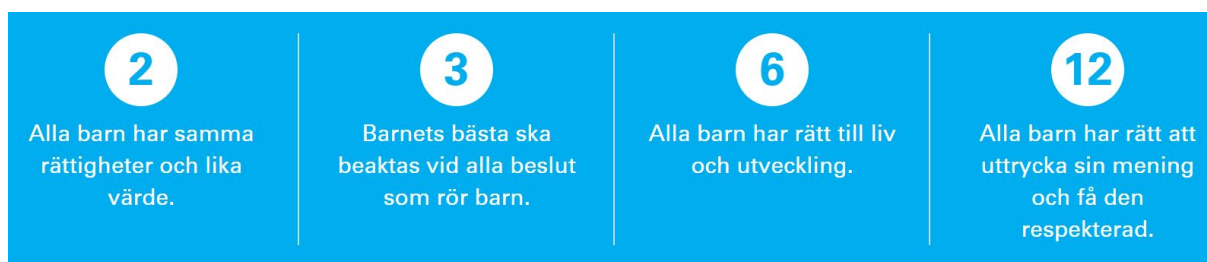 2
Alla barn har samma
rättigheter och lika
värde.
3
Barnets bästa ska
beaktas vid alla beslut
som rör barn.
6
Alla barn har rätt till liv
och utveckling.
12
Alla barn har rätt att
uttrycka sin mening
och få den
respekterad.